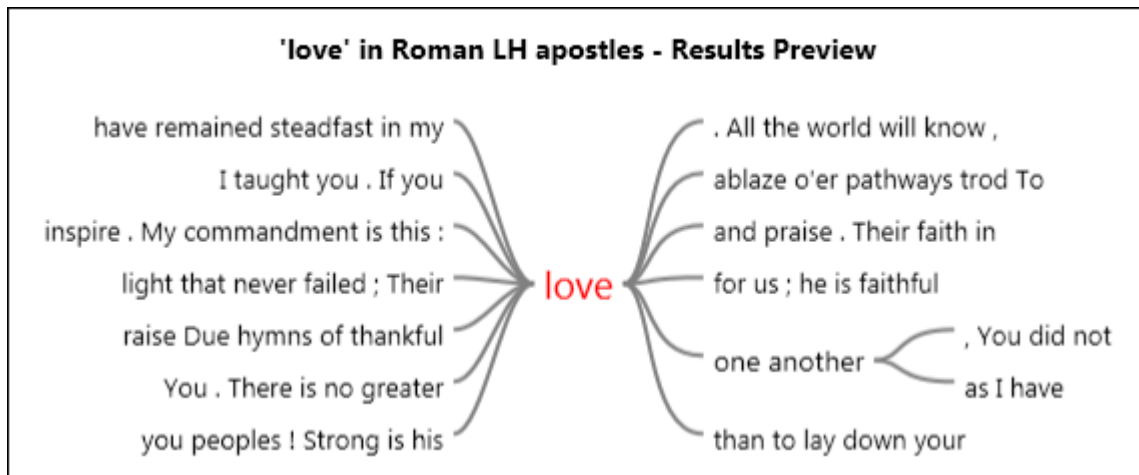 'love' in Roman LH apostles - Results Preview
have remained steadfast in my
I taught you . If you
inspire . My commandment is this :
light that never failed ; Their
raise Due hymns of thankful
You . There is no greater
you peoples ! Strong is his
love
. All the world will know ,
ablaze o'er pathways trod To
and praise . Their faith in
for us ; he is faithful
one another
, You did not
as I have
than to lay down your